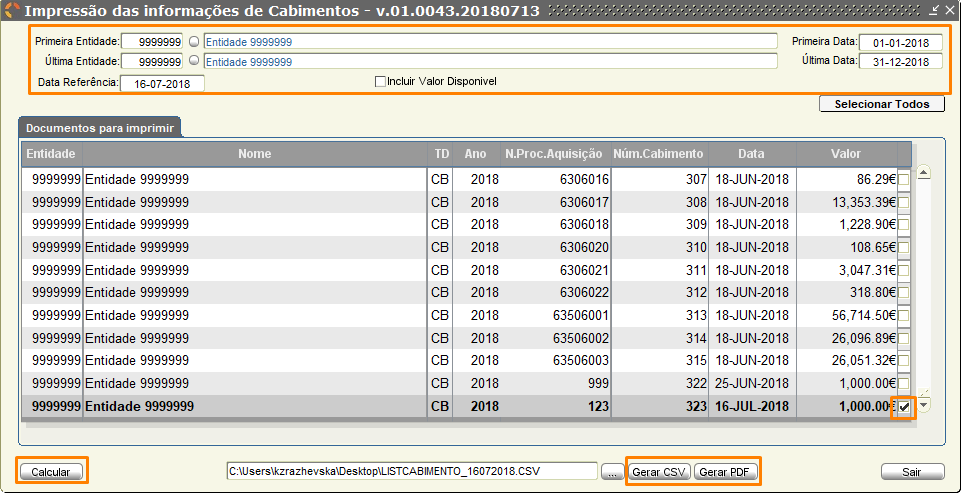 Impressão das informações de Cabimentos - v.01.0043.20180713
Primeira Entidade: 9999999 Entidade 9999999 Primeira Data: 01-01-2018
Última Entidade: 9999999 Entidade 9999999 Última Data: 31-12-2018
Data Referência: 16-07-2018 Incluir Valor Disponivel
Selecionar Todos
Documentos para imprimir
Entidade Nome TD Ano N.Proc.Aquisição Núm.Cabimento Data Valor
9999999 Entidade 9999999 CB 2018 6306016 307 18-JUN-2018 86.29€
9999999 Entidade 9999999 CB 2018 6306017 308 18-JUN-2018 13,353.39€
9999999 Entidade 9999999 CB 2018 6306018 309 18-JUN-2018 1,228.90€
9999999 Entidade 9999999 CB 2018 6306020 310 18-JUN-2018 108.65€
9999999 Entidade 9999999 CB 2018 6306021 311 18-JUN-2018 3,047.31€
9999999 Entidade 9999999 CB 2018 6306022 312 18-JUN-2018 318.80€
9999999 Entidade 9999999 CB 2018 63506001 313 18-JUN-2018 56,714.50€
9999999 Entidade 9999999 CB 2018 63506002 314 18-JUN-2018 26,096.89€
9999999 Entidade 9999999 CB 2018 63506003 315 18-JUN-2018 26,051.32€
9999999 Entidade 9999999 CB 2018 999 322 25-JUN-2018 1,000.00€
9999999 Entidade 9999999 CB 2018 123 323 16-JUL-2018 1,000.00€
Calcular C:\Users\kzrazhevska\Desktop\LISTCABIMENTO_16072018.CSV ... Gerar CSV Gerar PDF Sair